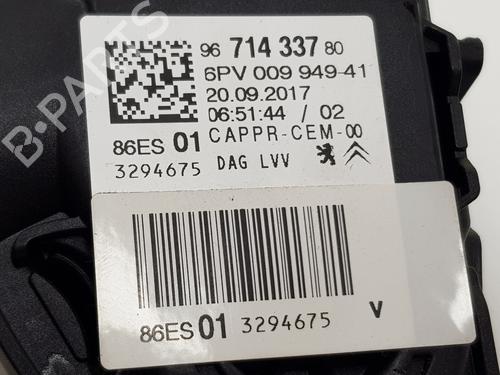 96 714 337 80
6PV 009 949-41
20.09.2017
06:51:44 / 02
86ES 01 CAPPR-CEM-00
3294675 DAG LVV
86ES 01 3294675 V
B-Parts